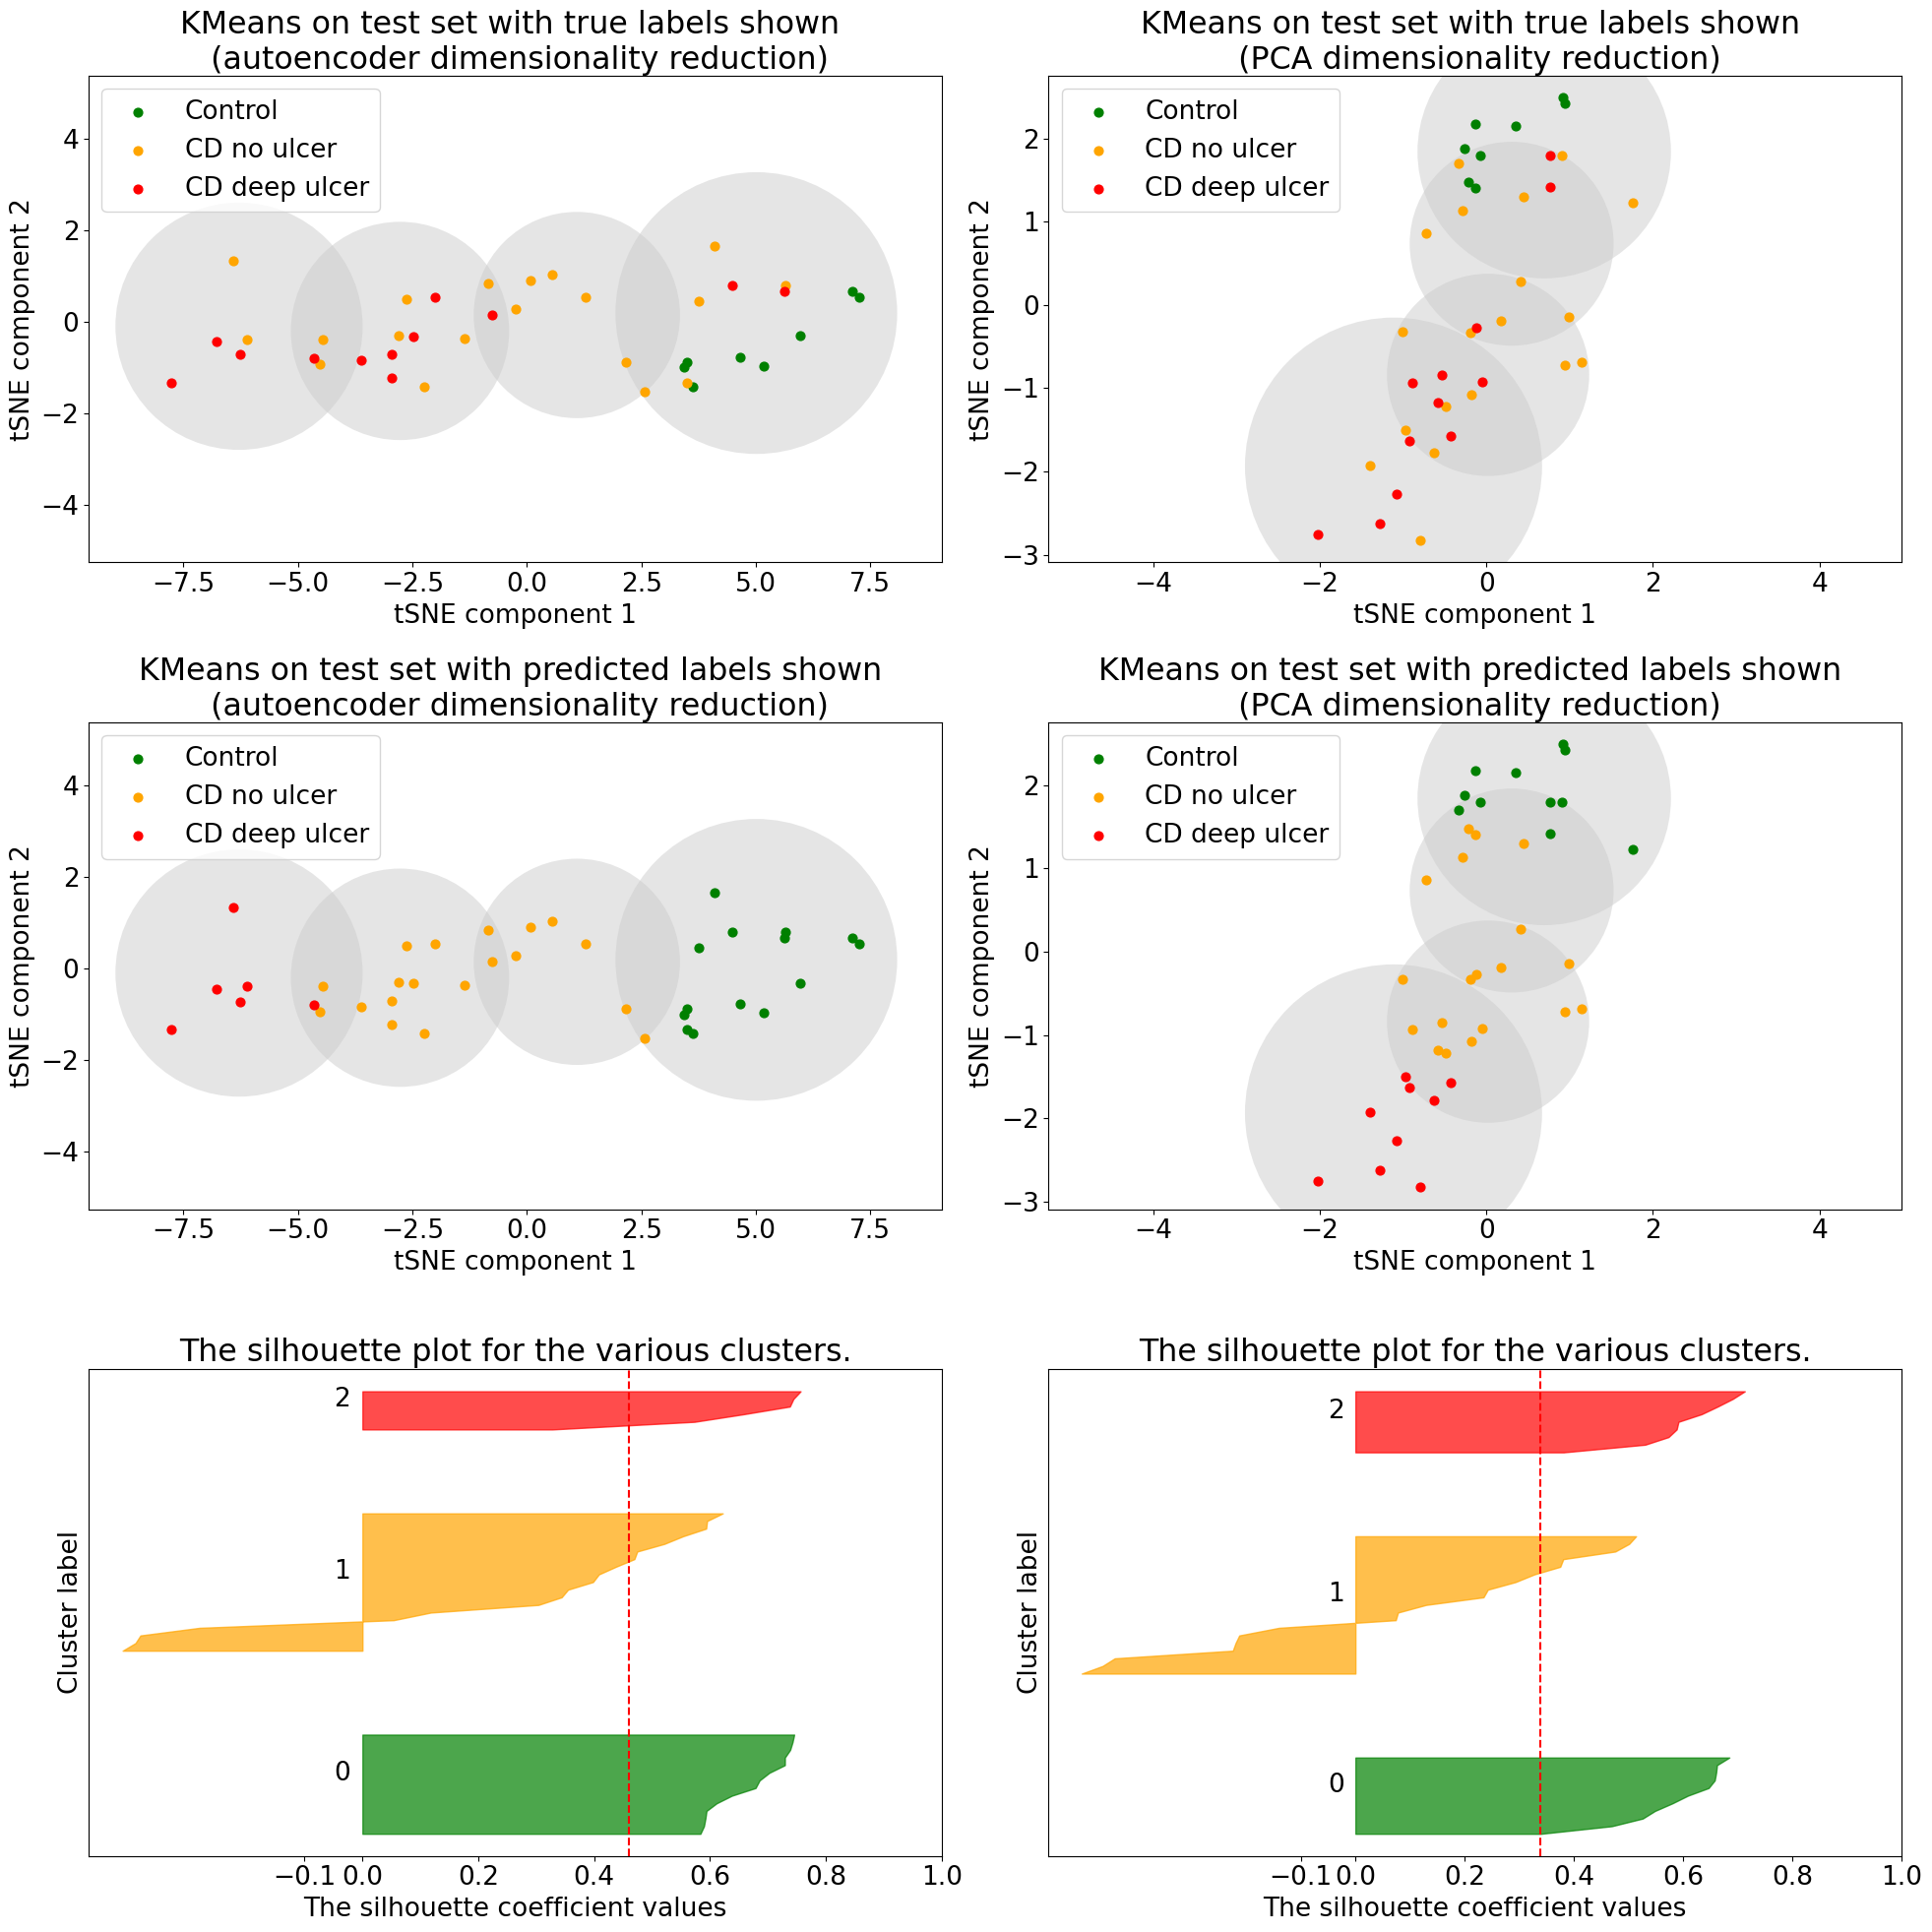 KMeans on test set with true labels shown
(autoencoder dimensionality reduction)
Control
CD no ulcer
CD deep ulcer
4
2
0
−2
−4
tSNE component 2
−7.5 −5.0 −2.5 0.0 2.5 5.0 7.5
tSNE component 1
KMeans on test set with true labels shown
(PCA dimensionality reduction)
Control
CD no ulcer
CD deep ulcer
2
1
0
−1
−2
−3
tSNE component 2
−4 −2 0 2 4
tSNE component 1
KMeans on test set with predicted labels shown
(autoencoder dimensionality reduction)
Control
CD no ulcer
CD deep ulcer
4
2
0
−2
−4
tSNE component 2
−7.5 −5.0 −2.5 0.0 2.5 5.0 7.5
tSNE component 1
KMeans on test set with predicted labels shown
(PCA dimensionality reduction)
Control
CD no ulcer
CD deep ulcer
2
1
0
−1
−2
−3
tSNE component 2
−4 −2 0 2 4
tSNE component 1
The silhouette plot for the various clusters.
2
1
0
Cluster label
−0.1 0.0 0.2 0.4 0.6 0.8 1.0
The silhouette coefficient values
The silhouette plot for the various clusters.
2
1
0
Cluster label
−0.1 0.0 0.2 0.4 0.6 0.8 1.0
The silhouette coefficient values